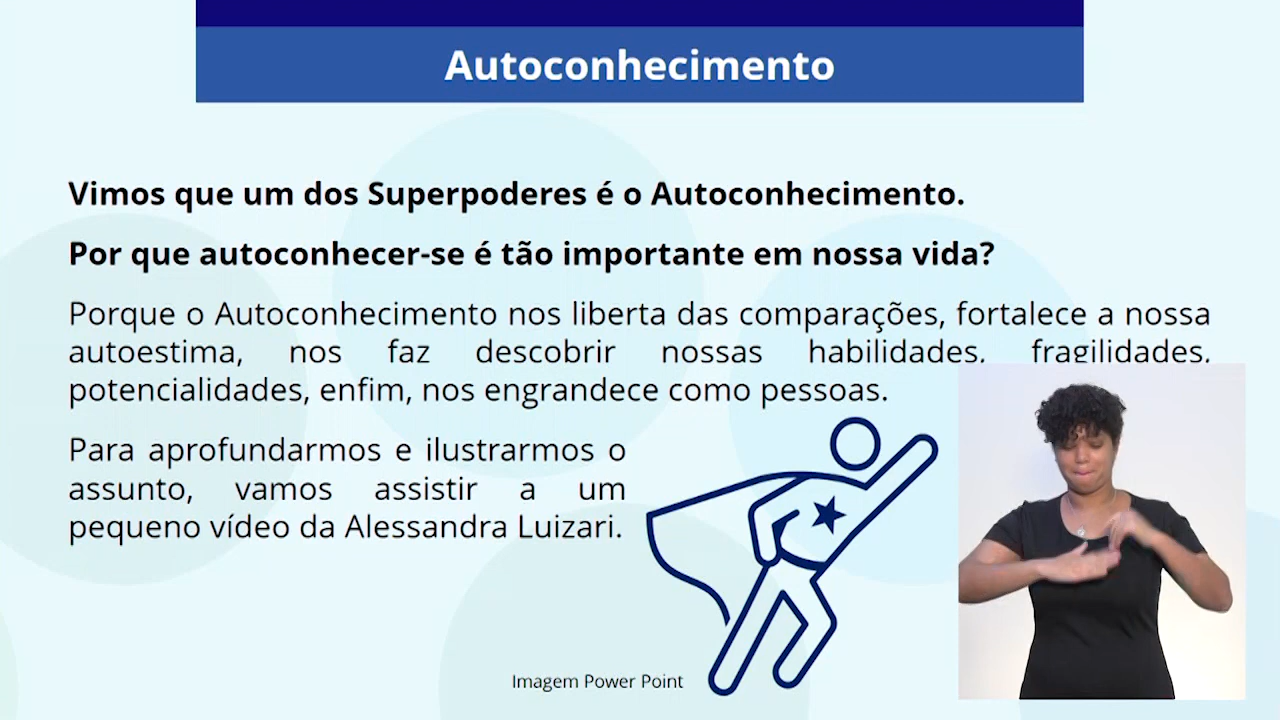 Autoconhecimento
Vimos que um dos Superpoderes é o Autoconhecimento.
Por que autoconhecer-se é tão importante em nossa vida?
Porque o Autoconhecimento nos liberta das comparações, fortalece a nossa
autoestima, nos faz descobrir nossas habilidades, fragilidades,
potencialidades, enfim, nos engrandece como pessoas.
Para aprofundarmos e ilustrarmos o
assunto, vamos assistir a um
pequeno vídeo da Alessandra Luizari.
Imagem Power Point